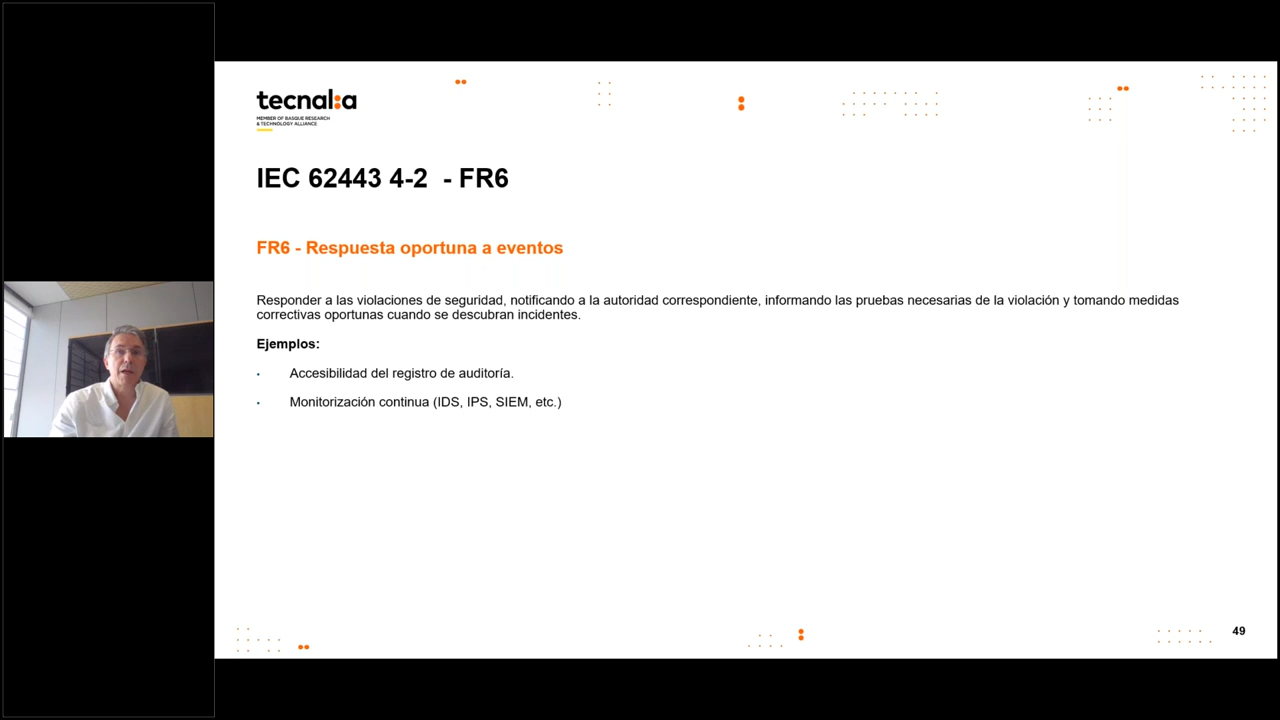 tecnal:a
MEMBER OF BASQUE RESEARCH
& TECHNOLOGY ALLIANCE
IEC 62443 4-2 - FR6
FR6 - Respuesta oportuna a eventos
Responder a las violaciones de seguridad, notificando a la autoridad correspondiente, informando las pruebas necesarias de la violación y tomando medidas
correctivas oportunas cuando se descubran incidentes.
Ejemplos:
· Accesibilidad del registro de auditoría.
· Monitorización continua (IDS, IPS, SIEM, etc.)
49